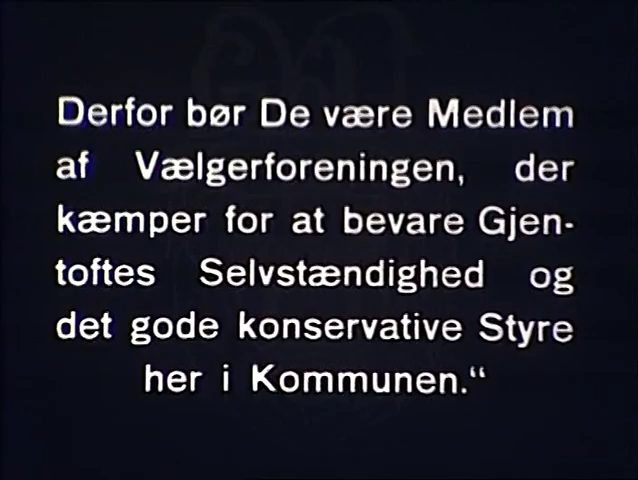 Derfor bør De være Medlem
af Vælgerforeningen, der
kæmper for at bevare Gjen-
toftes Selvstændighed og
det gode konservative Styre
her i Kommunen.“